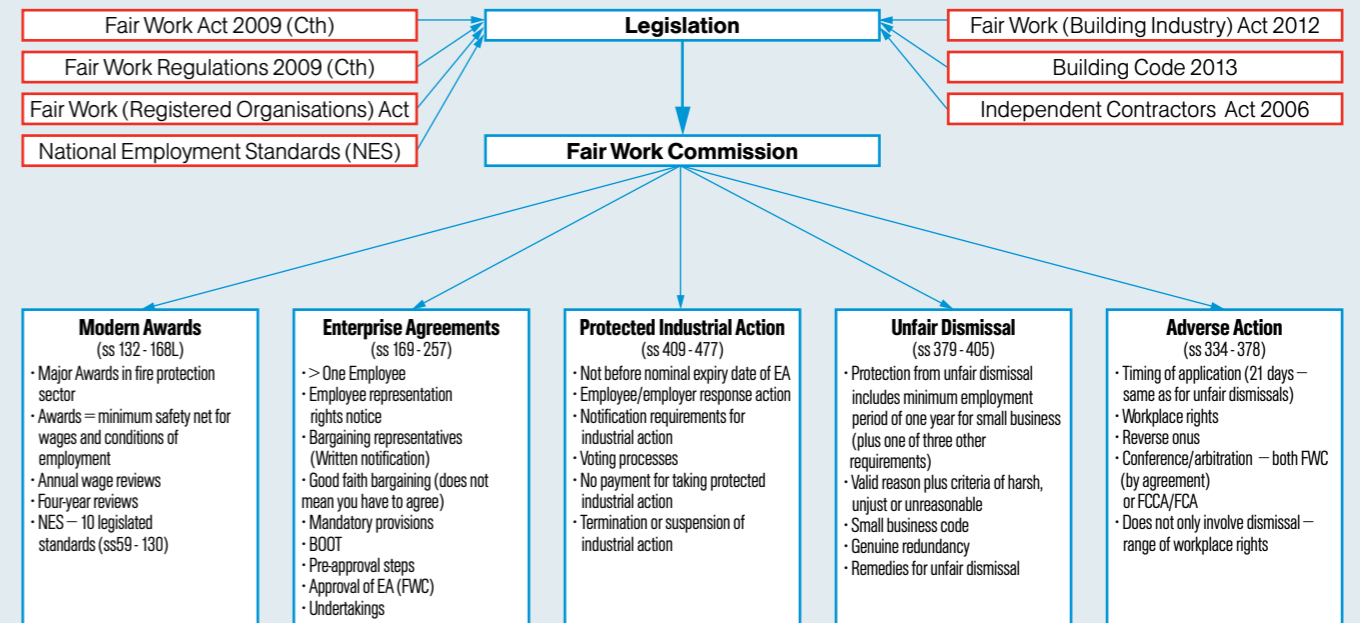 Fair Work Act 2009 (Cth)
Fair Work Regulations 2009 (Cth)
Fair Work (Registered Organisations) Act
National Employment Standards (NES)
Legislation
Fair Work Commission
Fair Work (Building Industry) Act 2012
Building Code 2013
Independent Contractors Act 2006
Modern Awards
(ss 132 - 168L)
· Major Awards in fire protection
sector
· Awards = minimum safety net for
wages and conditions of
employment
· Annual wage reviews
· Four-year reviews
· NES – 10 legislated
standards (ss59 - 130)
Enterprise Agreements
(ss 169 - 257)
· > One Employee
· Employee representation
rights notice
· Bargaining representatives
(Written notification)
· Good faith bargaining (does not
mean you have to agree)
· Mandatory provisions
· BOOT
· Pre-approval steps
· Approval of EA (FWC)
· Undertakings
Protected Industrial Action
(ss 409 - 477)
· Not before nominal expiry date of EA
· Employee/employer response action
· Notification requirements for
industrial action
· Voting processes
· No payment for taking protected
industrial action
· Termination or suspension of
industrial action
Unfair Dismissal
(ss 379 - 405)
· Protection from unfair dismissal
includes minimum employment
period of one year for small business
(plus one of three other
requirements)
· Valid reason plus criteria of harsh,
unjust or unreasonable
· Small business code
· Genuine redundancy
· Remedies for unfair dismissal
Adverse Action
(ss 334 - 378)
· Timing of application (21 days –
same as for unfair dismissals)
· Workplace rights
· Reverse onus
· Conference/arbitration – both FWC
(by agreement)
or FCCA/FCA
· Does not only involve dismissal –
range of workplace rights